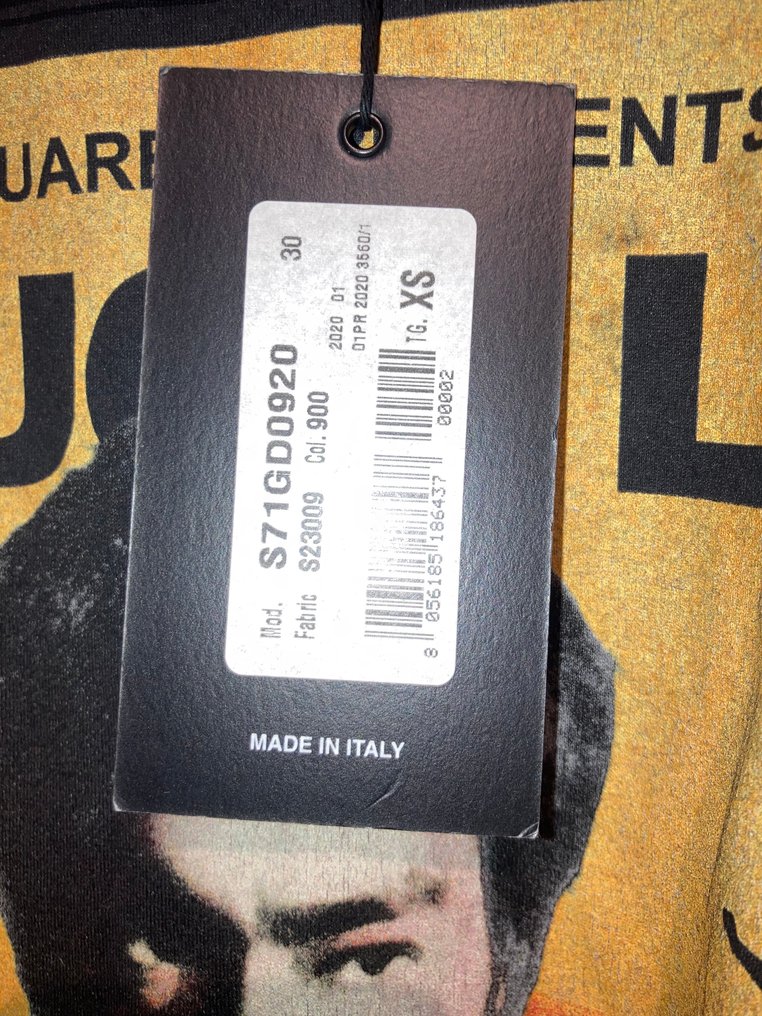 UARE
ENTS
L
Mod. S71GD0920 30
Fabric S23009 Col. 900
2020 01
01PR 2020 3560/1
TG. XS
8 056185 186437
00002
MADE IN ITALY